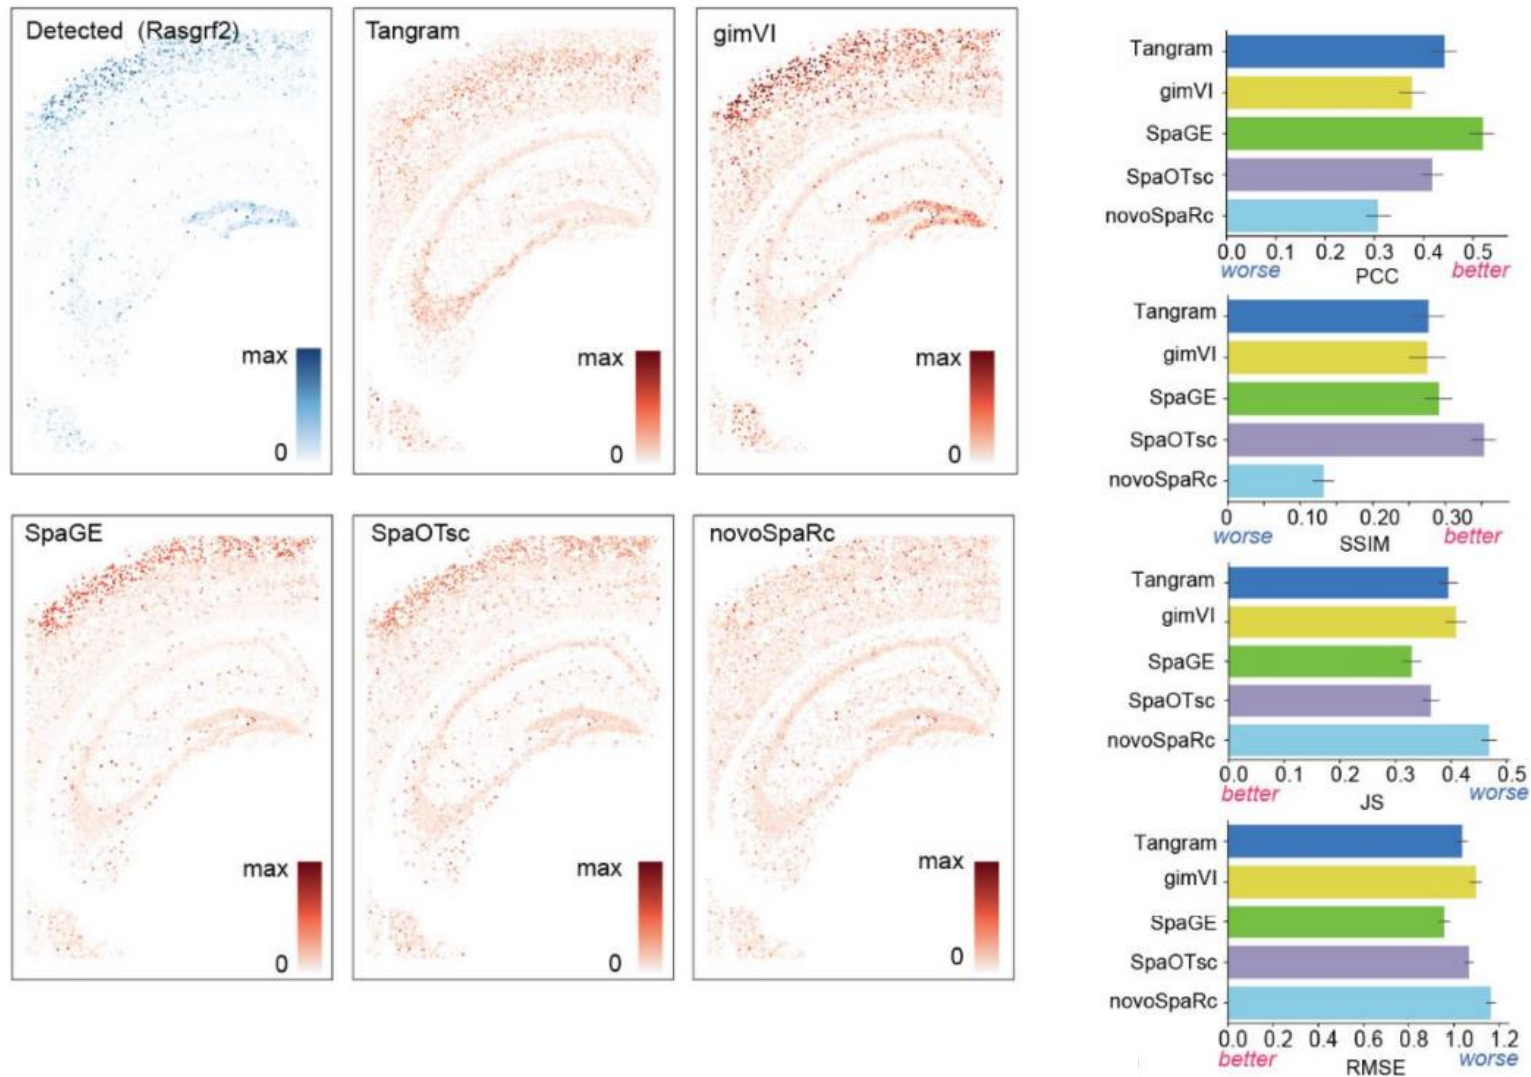 Detected (Rasgrf2)
max
0
Tangram
max
0
gimVI
max
0
SpaGE
max
0
SpaOTsc
max
0
novoSpaRc
max
0
Tangram
gimVI
SpaGE
SpaOTsc
novoSpaRc
0.0 0.1 0.2 0.3 0.4 0.5
worse PCC better
Tangram
gimVI
SpaGE
SpaOTsc
novoSpaRc
0 0.10 0.20 0.30
worse SSIM better
Tangram
gimVI
SpaGE
SpaOTsc
novoSpaRc
0.0 0.1 0.2 0.3 0.4 0.5
better JS worse
Tangram
gimVI
SpaGE
SpaOTsc
novoSpaRc
0.0 0.2 0.4 0.6 0.8 1.0 1.2
better RMSE worse